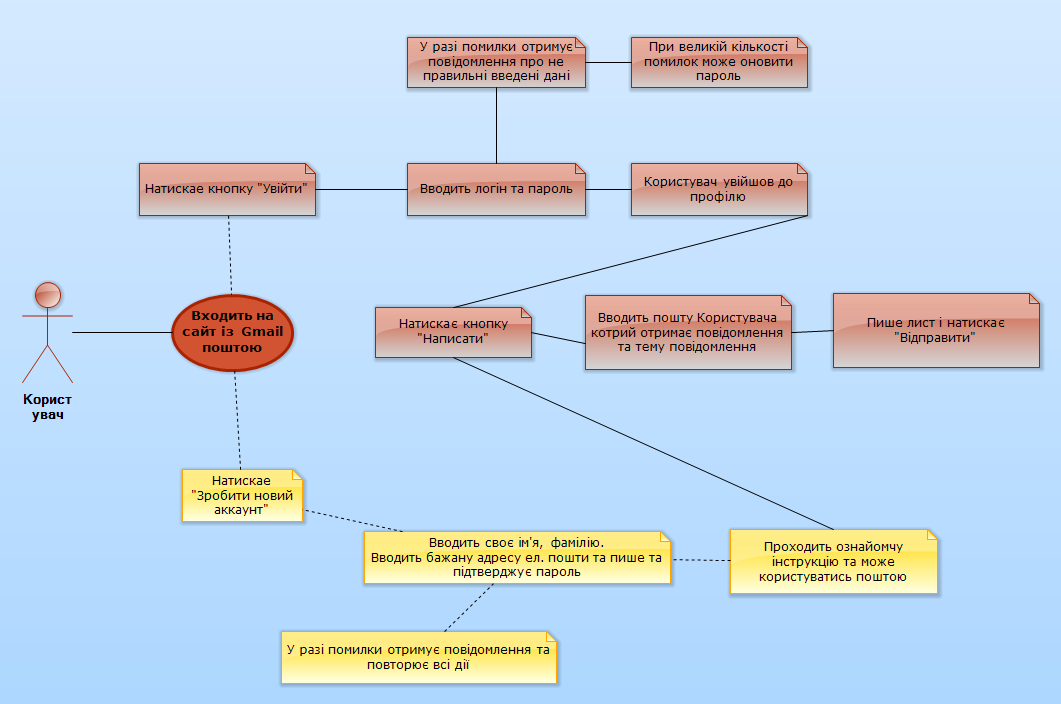 У разі помилки отримує
повідомлення про не
правильні введені дані
При великій кількості
помилок може оновити
пароль
Натискае кнопку "Увійти"
Вводить логін та пароль
Користувач увійшов до
профілю
Входить на
сайт із Gmail
поштою
Корист
увач
Натискає кнопку
"Написати"
Вводить пошту Користувача
котрий отримає повідомлення
та тему повідомлення
Пише лист і натискає
"Відправити"
Натискае
"Зробити новий
аккаунт"
Вводить своє ім'я, фамілію.
Вводить бажану адресу ел. пошти та пише та
підтверджує пароль
Проходить ознайомчу
інструкцію та може
користуватись поштою
У разі помилки отримує повідомлення та
повторює всі дії